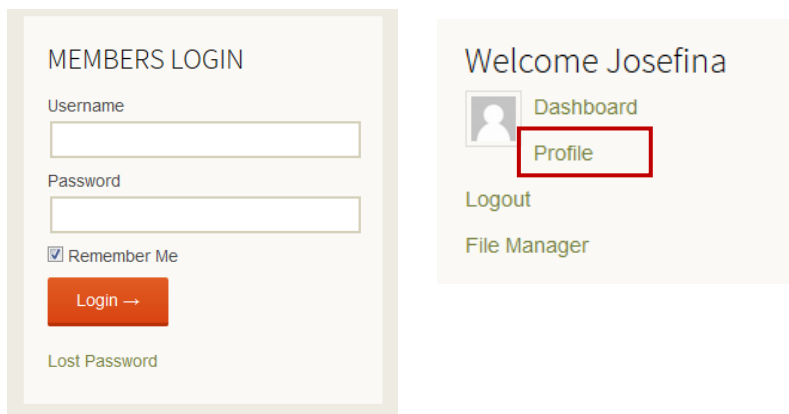 MEMBERS LOGIN
Username
Password
Remember Me
Login →
Lost Password
Welcome Josefina
Dashboard
Profile
Logout
File Manager